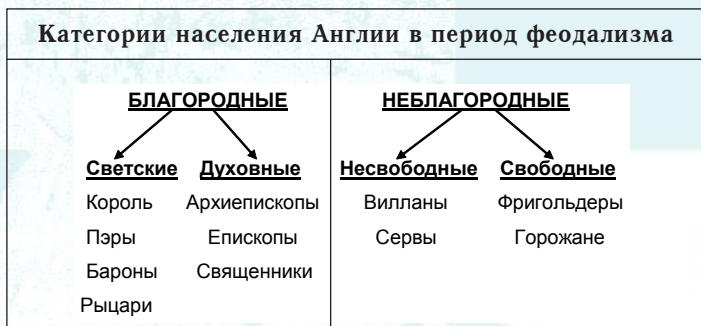 Категории населения Англии в период феодализма
БЛАГОРОДНЫЕ
Светские Духовные
Король Архиепископы
Пэры Епископы
Бароны Священники
Рыцари
НЕБЛАГОРОДНЫЕ
Несвободные Свободные
Вилланы Фригольдеры
Сервы Горожане